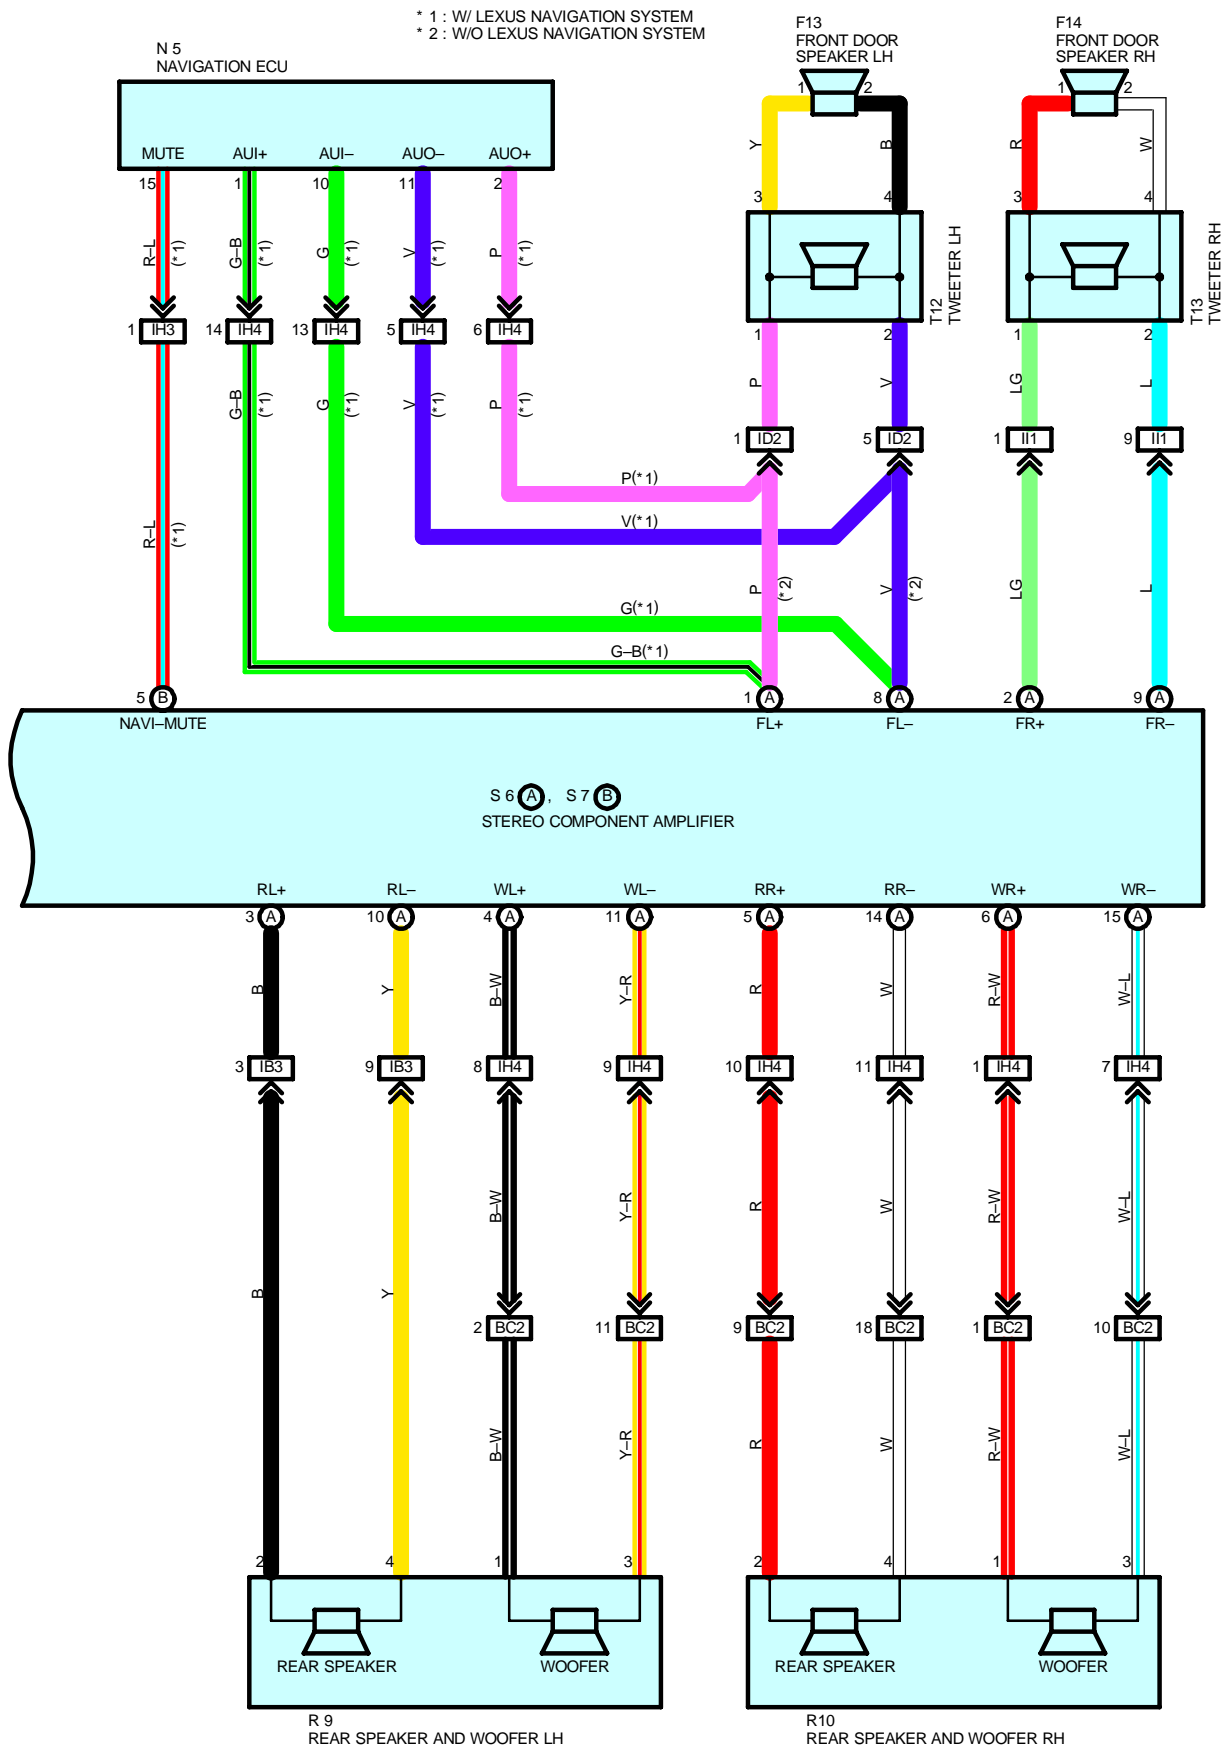 * 1 : W/ LEXUS NAVIGATION SYSTEM
* 2 : W/O LEXUS NAVIGATION SYSTEM
N 5
NAVIGATION ECU
F13
FRONT DOOR
SPEAKER LH
F14
FRONT DOOR
SPEAKER RH
1 2 1 2
MUTE AUI+ AUI– AUO– AUO+
15 1 10 11 2
Y B R W
3 4 3 4
R–L (*1) G–B (*1) G (*1) V (*1) P (*1)
T12
TWEETER LH
T13
TWEETER RH
1 IH3 14 IH4 13 IH4 5 IH4 6 IH4
1 2 1 2
G–B (*1) G (*1) V (*1) P (*1)
P V LG L
1 ID2 5 ID2 1 II1 9 II1
P(*1)
V(*1)
R–L (*1)
P (*2) V (*2) LG L
G(*1)
G–B(*1)
5 B 1 A 8 A 2 A 9 A
NAVI–MUTE FL+ FL– FR+ FR–
S 6 A , S 7 B
STEREO COMPONENT AMPLIFIER
RL+ RL– WL+ WL– RR+ RR– WR+ WR–
3 A 10 A 4 A 11 A 5 A 14 A 6 A 15 A
B Y B–W Y–R R W R–W W–L
3 IB3 9 IB3 8 IH4 9 IH4 10 IH4 11 IH4 1 IH4 7 IH4
B–W Y–R R W R–W W–L
B Y
2 BC2 11 BC2 9 BC2 18 BC2 1 BC2 10 BC2
B–W Y–R R W R–W W–L
2 4 1 3 2 4 1 3
REAR SPEAKER WOOFER REAR SPEAKER WOOFER
R 9
REAR SPEAKER AND WOOFER LH
R10
REAR SPEAKER AND WOOFER RH